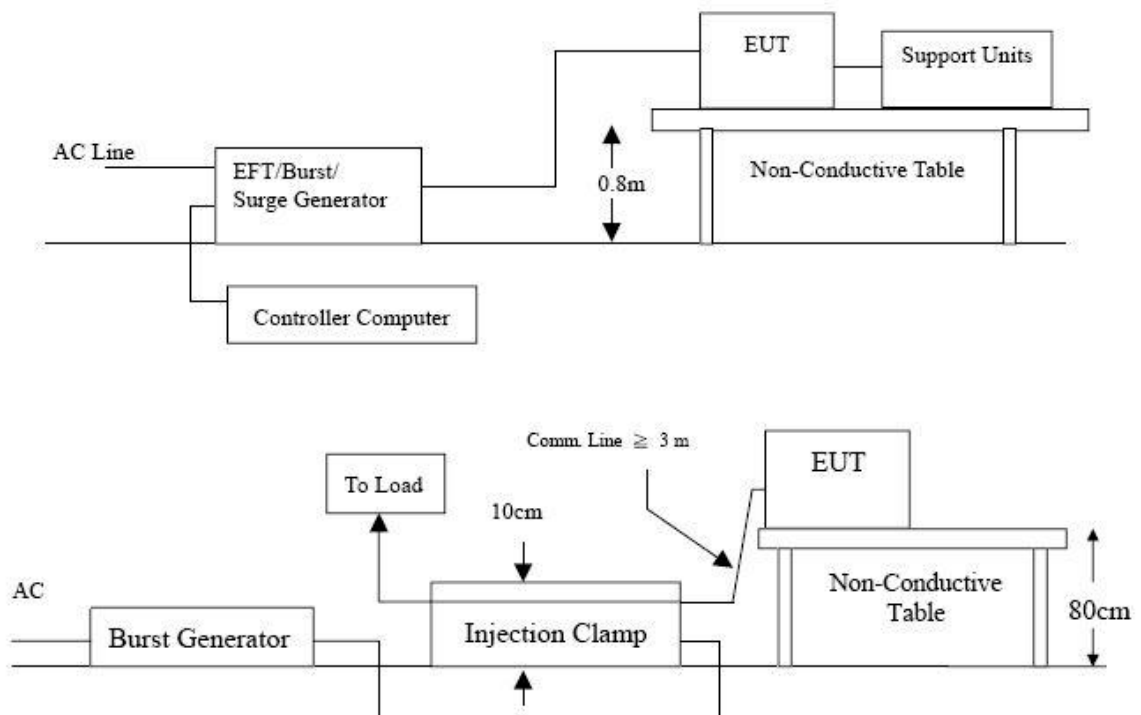 EUT
Support Units
AC Line
EFT/Burst/
Surge Generator
0.8m
Non-Conductive Table
Controller Computer
Comm. Line ≧ 3 m
EUT
To Load
10cm
AC
Non-Conductive
Table
80cm
Burst Generator
Injection Clamp